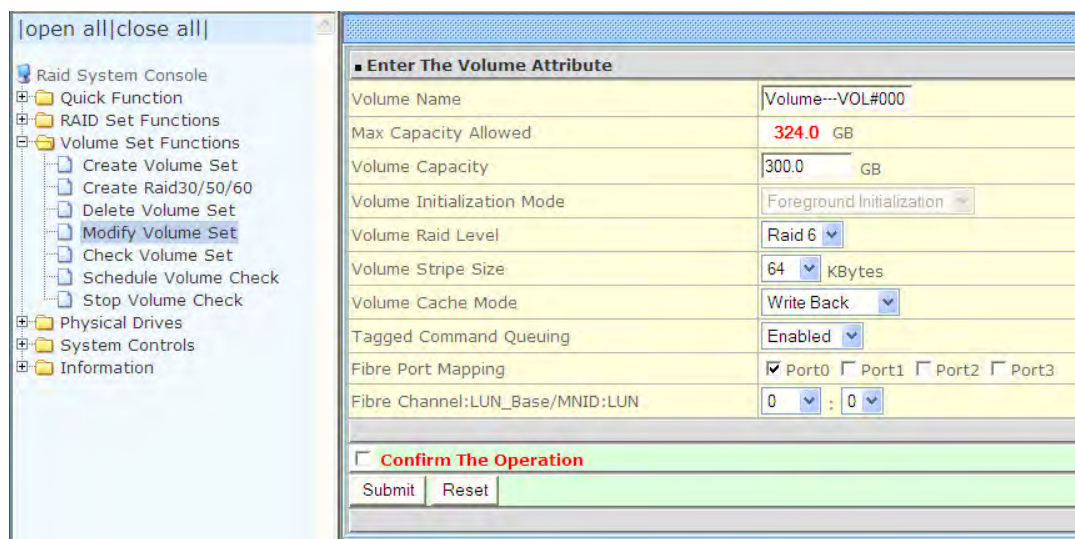 |open all|close all|
Raid System Console
Quick Function
RAID Set Functions
Volume Set Functions
Create Volume Set
Create Raid30/50/60
Delete Volume Set
Modify Volume Set
Check Volume Set
Schedule Volume Check
Stop Volume Check
Physical Drives
System Controls
Information
Enter The Volume Attribute
Volume Name Volume---VOL#000
Max Capacity Allowed 324.0 GB
Volume Capacity 300.0 GB
Volume Initialization Mode Foreground Initialization
Volume Raid Level Raid 6
Volume Stripe Size 64 KBytes
Volume Cache Mode Write Back
Tagged Command Queuing Enabled
Fibre Port Mapping Port0 Port1 Port2 Port3
Fibre Channel:LUN_Base/MNID:LUN 0 : 0
Confirm The Operation
Submit Reset